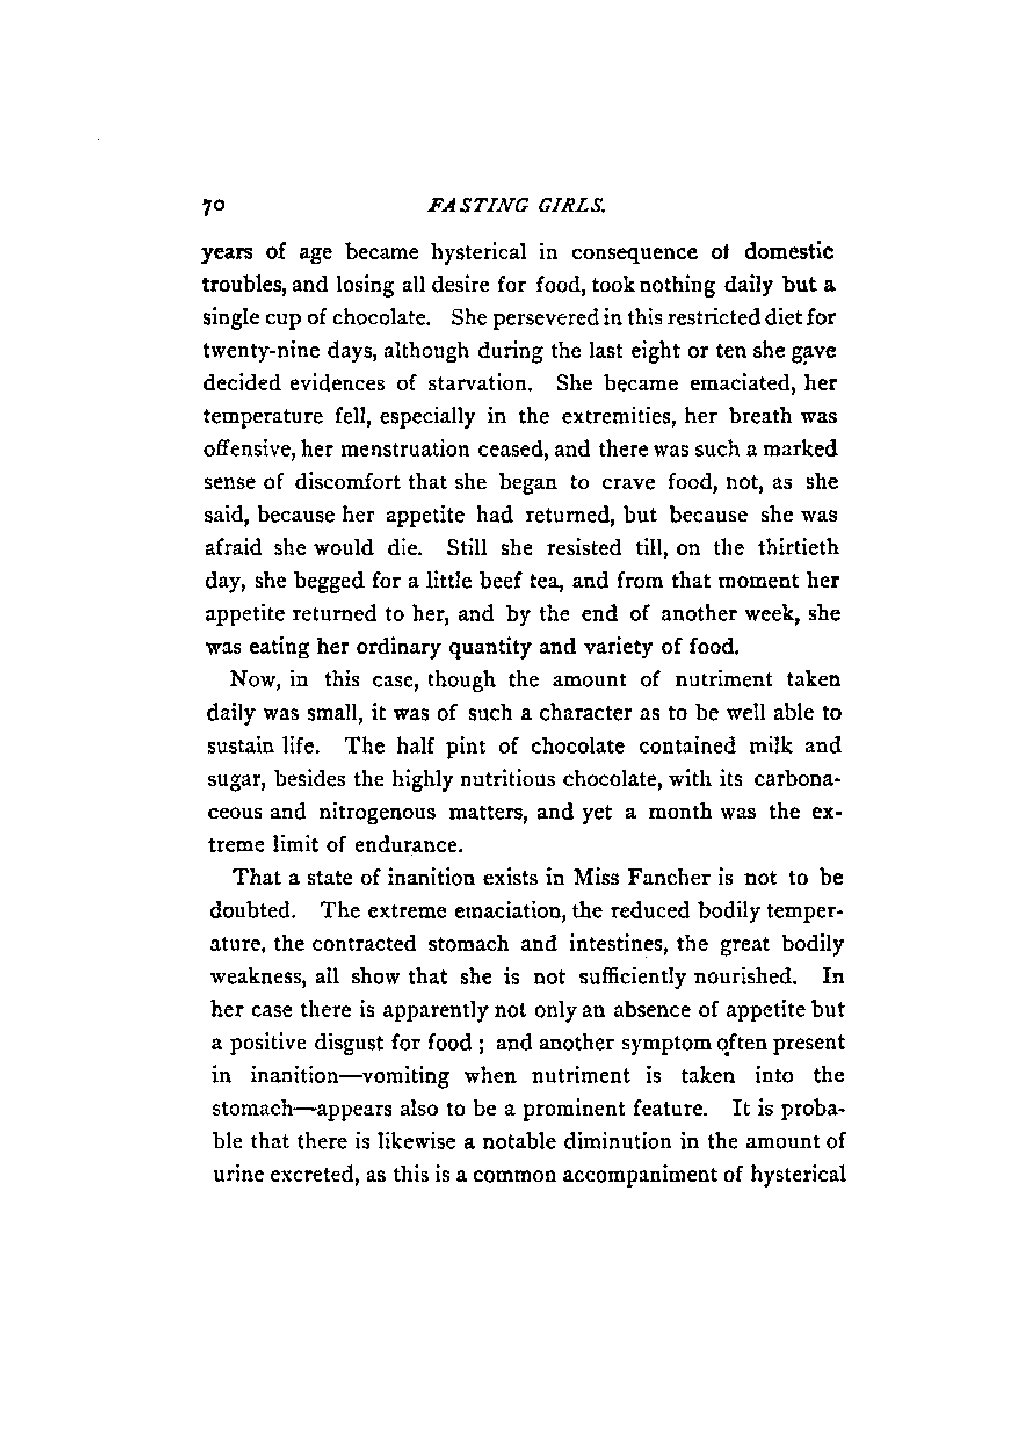 70 FASTING GIRLS.
years of age became hysterical in consequence of domestic
troubles, and losing all desire for food, took nothing daily but a
single cup of chocolate. She persevered in this restricted diet for
twenty-nine days, although during the last eight or ten she gave
decided evidences of starvation. She became emaciated, her
temperature fell, especially in the extremities, her breath was
offensive, her menstruation ceased, and there was such a marked
sense of discomfort that she began to crave food, not, as she
said, because her appetite had returned, but because she was
afraid she would die. Still she resisted till, on the thirtieth
day, she begged for a little beef tea, and from that moment her
appetite returned to her, and by the end of another week, she
was eating her ordinary quantity and variety of food.
Now, in this case, though the amount of nutriment taken
daily was small, it was of such a character as to be well able to
sustain life. The half pint of chocolate contained milk and
sugar, besides the highly nutritious chocolate, with its carbona-
ceous and nitrogenous matters, and yet a month was the ex-
treme limit of endurance.
That a state of inanition exists in Miss Fancher is not to be
doubted. The extreme emaciation, the reduced bodily temper-
ature, the contracted stomach and intestines, the great bodily
weakness, all show that she is not sufficiently nourished. In
her case there is apparently not only an absence of appetite but
a positive disgust for food ; and another symptom often present
in inanition—vomiting when nutriment is taken into the
stomach—appears also to be a prominent feature. It is proba-
ble that there is likewise a notable diminution in the amount of
urine excreted, as this is a common accompaniment of hysterical